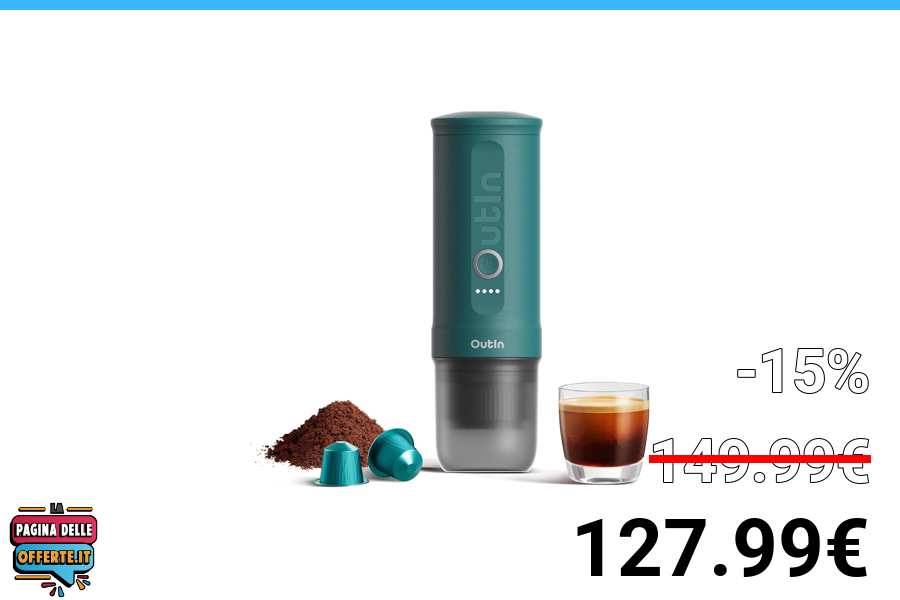 OutIn
OutIn
-15%
149.99€
127.99€
LA
PAGINA DELLE
OFFERTE.IT